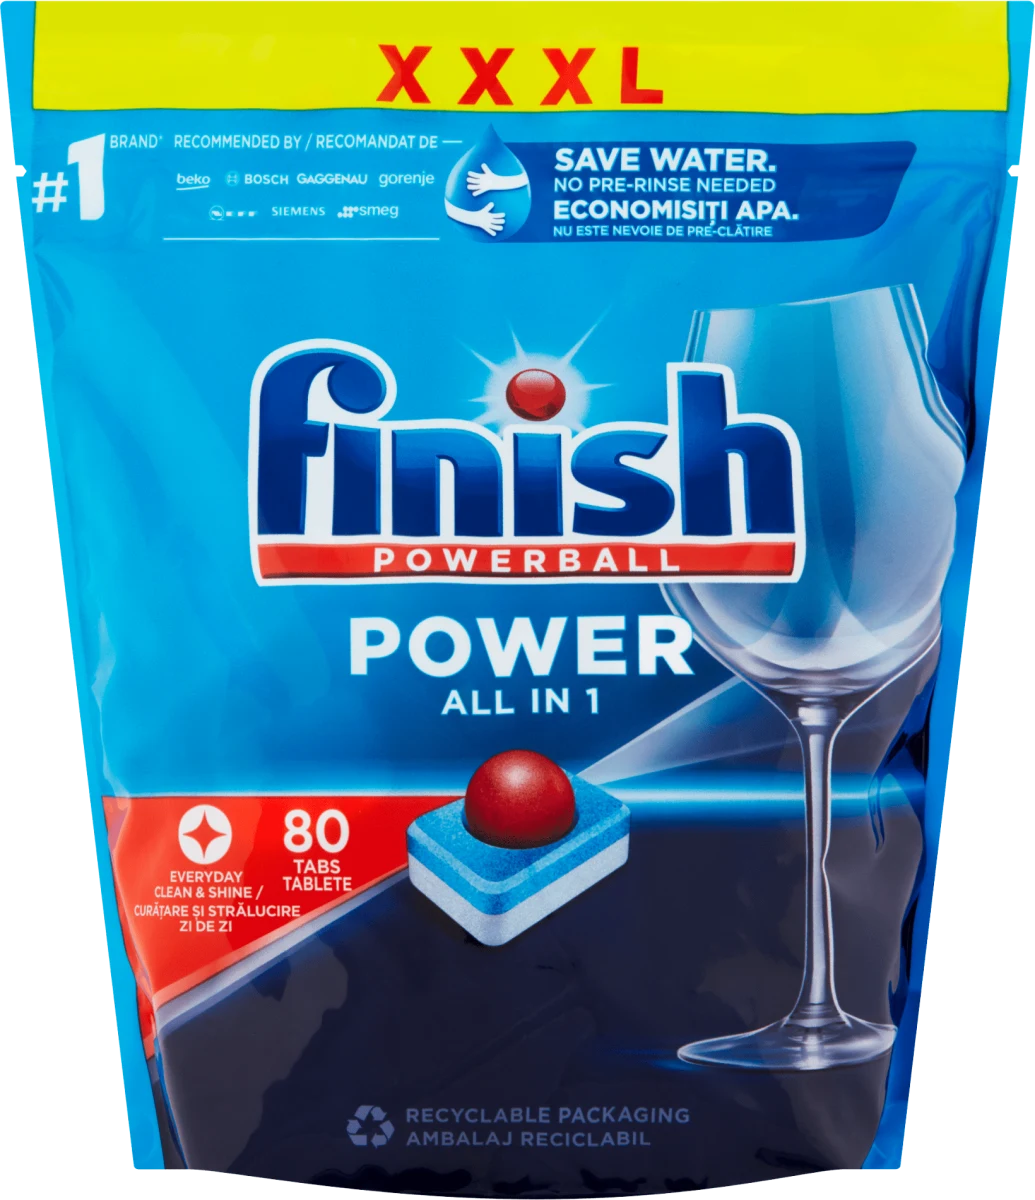 XXXL
#1 BRAND* RECOMMENDED BY / RECOMANDAT DE
beko BOSCH GAGGENAU gorenje
NEFF SIEMENS smeg
SAVE WATER.
NO PRE-RINSE NEEDED
ECONOMISIȚI APA.
NU ESTE NEVOIE DE PRE-CLĂTIRE
finish
POWERBALL
POWER
ALL IN 1
80
TABS
TABLETE
EVERYDAY
CLEAN & SHINE /
CURĂȚARE ȘI STRĂLUCIRE
ZI DE ZI
RECYCLABLE PACKAGING
AMBALAJ RECICLABIL